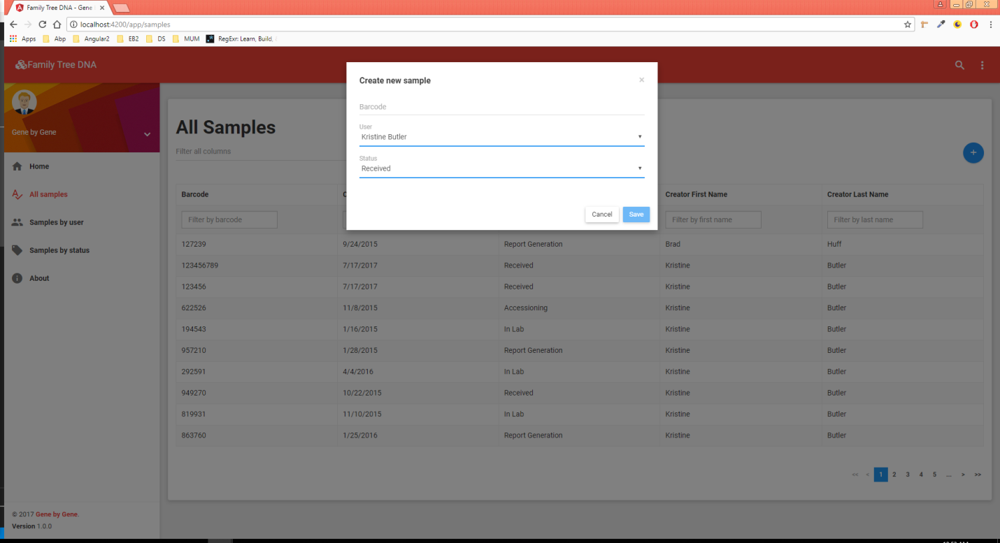 Family Tree DNA - Gene
localhost:4200/app/samples
Apps Abp Angular2 EB2 DS MUM RegExr: Learn, Build,
Family Tree DNA
Gene by Gene
Home
All samples
Samples by user
Samples by status
About
© 2017 Gene by Gene.
Version 1.0.0
Create new sample ×
Barcode
User
Kristine Butler
Status
Received
Cancel Save
All Samples
Filter all columns
+
Barcode C Creator First Name Creator Last Name
Filter by barcode Filter by first name Filter by last name
127239 9/24/2015 Report Generation Brad Huff
123456789 7/17/2017 Received Kristine Butler
123456 7/17/2017 Received Kristine Butler
622526 11/8/2015 Accessioning Kristine Butler
194543 1/16/2015 In Lab Kristine Butler
957210 1/28/2015 Report Generation Kristine Butler
292591 4/4/2016 In Lab Kristine Butler
949270 10/22/2015 Received Kristine Butler
819931 11/10/2015 In Lab Kristine Butler
863760 1/25/2016 Report Generation Kristine Butler
<< < 1 2 3 4 5 ... > >>